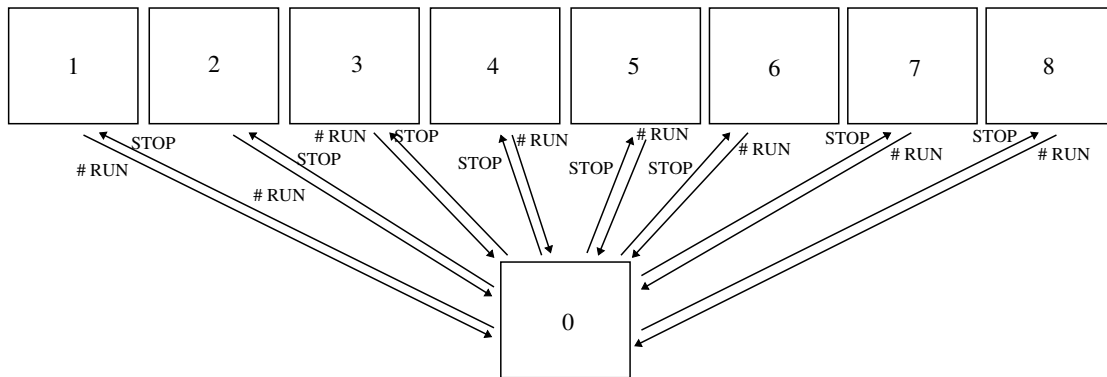 1 2 3 4 5 6 7 8
# RUN STOP # RUN # RUN
STOP STOP STOP
STOP # RUN # RUN # RUN
STOP STOP STOP STOP
# RUN
# RUN
0